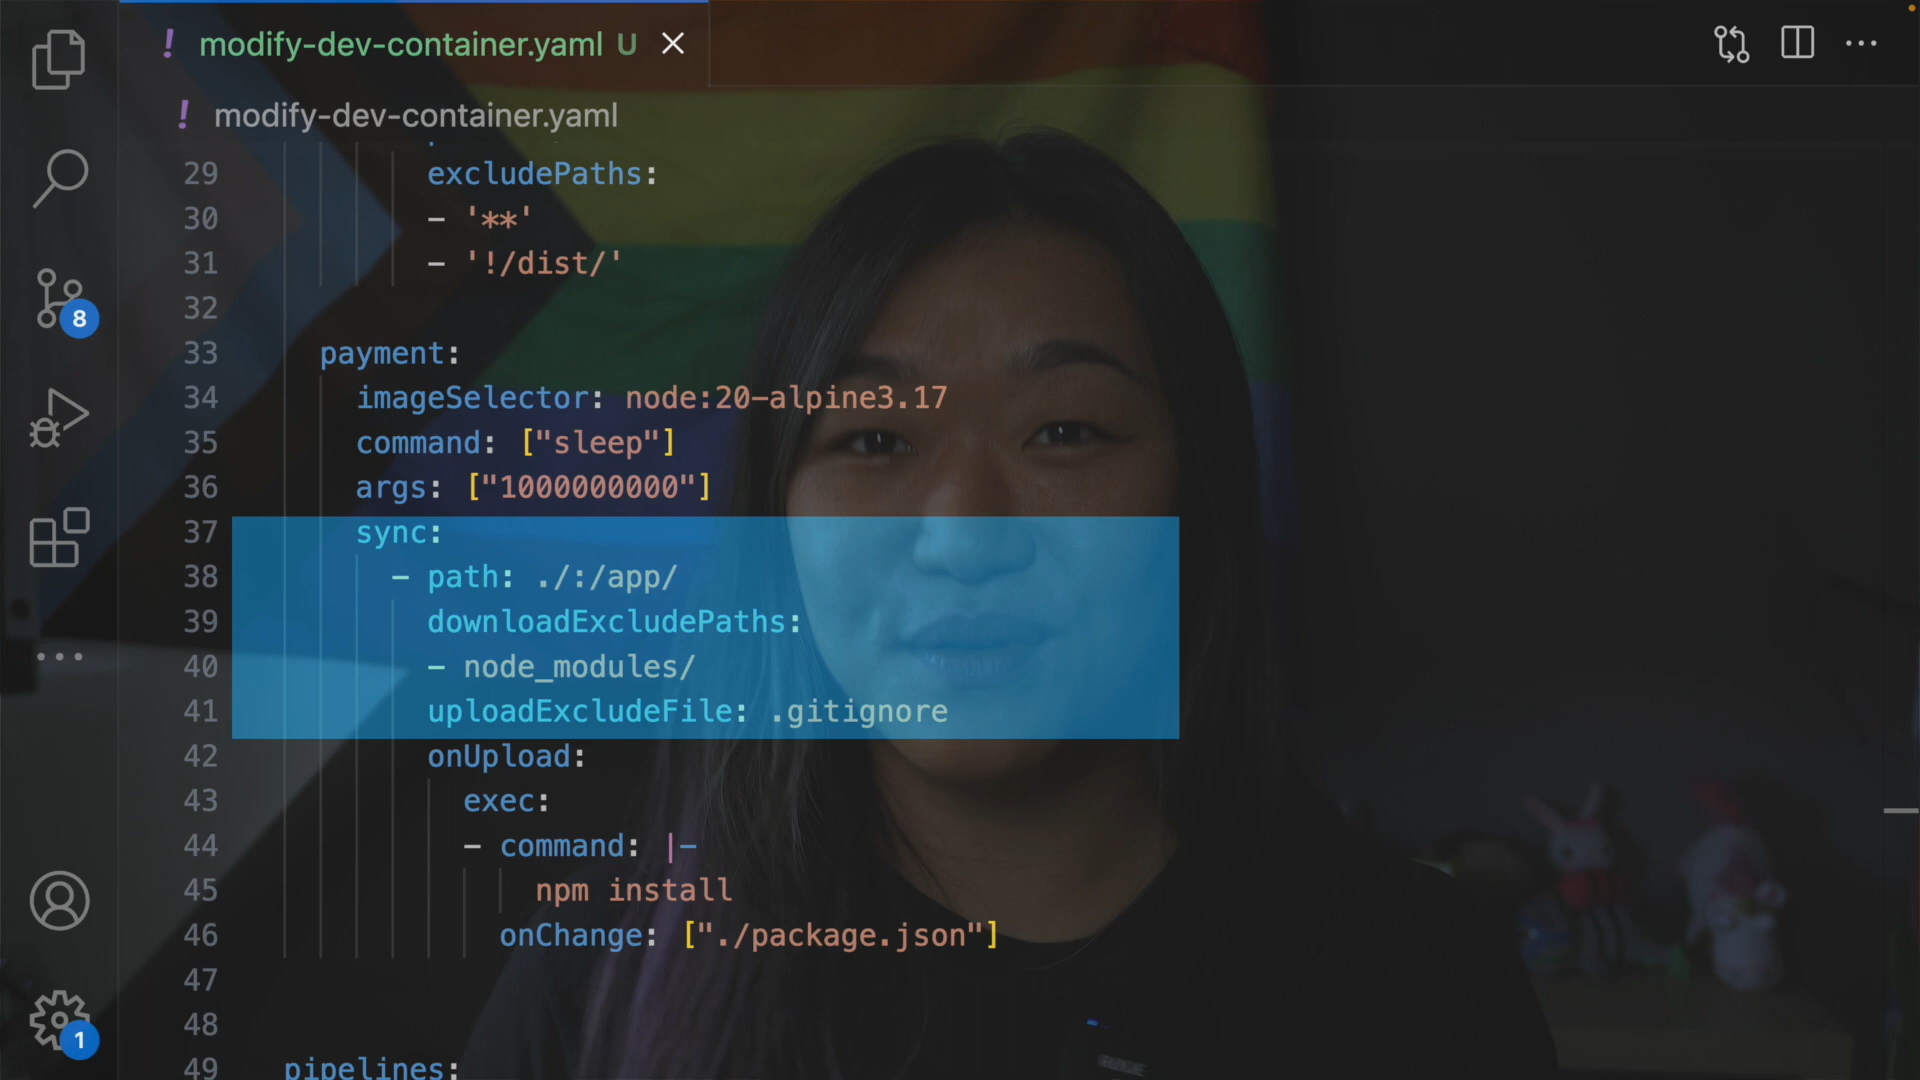 ! modify-dev-container.yaml U
! modify-dev-container.yaml
29 excludePaths:
30 - '**'
31 - '!/dist/'
32
8
33 payment:
34 imageSelector: node:20-alpine3.17
35 command: ["sleep"]
36 args: ["1000000000"]
37 sync:
38 - path: ./:/app/
39 downloadExcludePaths:
40 - node_modules/
41 uploadExcludeFile: .gitignore
42 onUpload:
43 exec:
44 - command: |-
45 npm install
46 onChange: ["./package.json"]
47
48
1
49 pipelines: